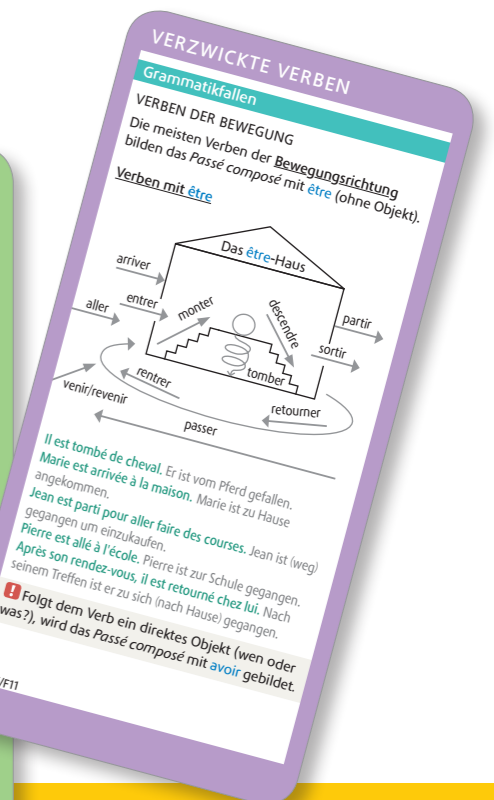 VERZWICKTE VERBEN
Grammatikfallen
VERBEN DER BEWEGUNG
Die meisten Verben der Bewegungsrichtung
bilden das Passé composé mit être (ohne Objekt).
Verben mit être
Das être-Haus
arriver
entrer
aller
monter
descendre
partir
sortir
tomber
rentrer
venir/revenir
retourner
passer
Il est tombé de cheval. Er ist vom Pferd gefallen.
Marie est arrivée à la maison. Marie ist zu Hause
angekommen.
Jean est parti pour aller faire des courses. Jean ist (weg)
gegangen um einzukaufen.
Pierre est allé à l'école. Pierre ist zur Schule gegangen.
Après son rendez-vous, il est retourné chez lui. Nach
seinem Treffen ist er zu sich (nach Hause) gegangen.
! Folgt dem Verb ein direktes Objekt (wen oder
was?), wird das Passé composé mit avoir gebildet.
/F11